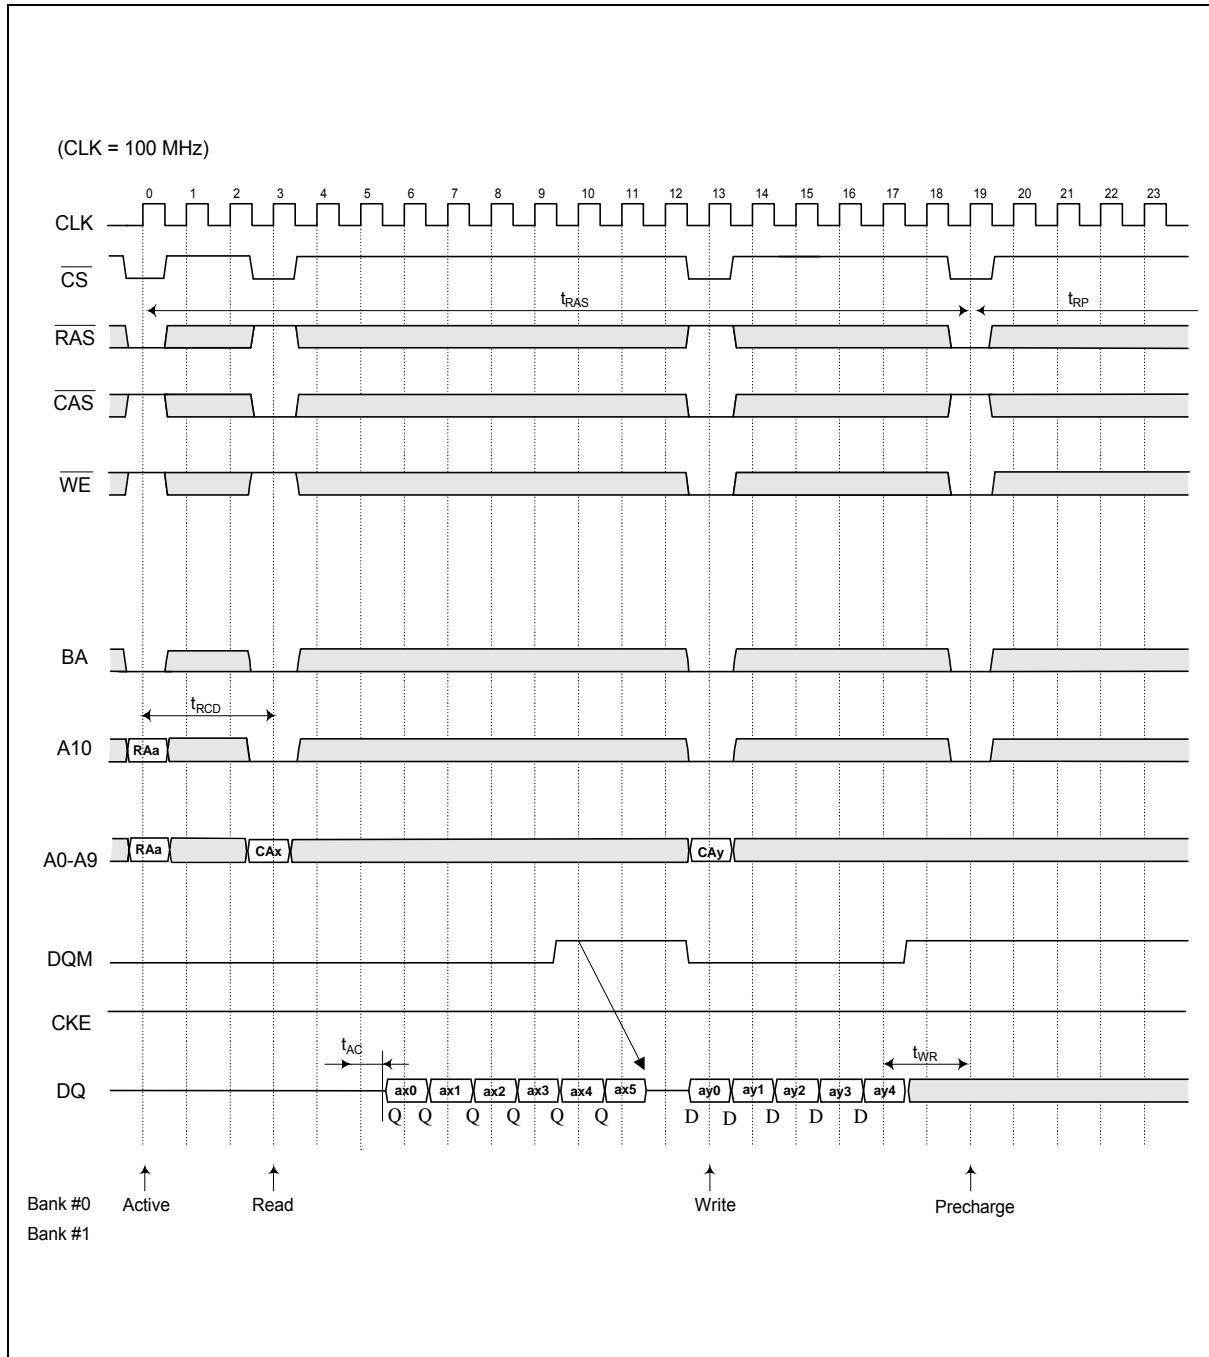 (CLK = 100 MHz)
0 1 2 3 4 5 6 7 8 9 10 11 12 13 14 15 16 17 18 19 20 21 22 23
CLK
CS
tRAS tRP
RAS
CAS
WE
BA
tRCD
A10 RAa
A0-A9 RAa CAx CAy
DQM
CKE
tAC tWR
DQ ax0 ax1 ax2 ax3 ax4 ax5 ay0 ay1 ay2 ay3 ay4
Q Q Q Q Q Q D D D D D
Bank #0 Active Read Write Precharge
Bank #1